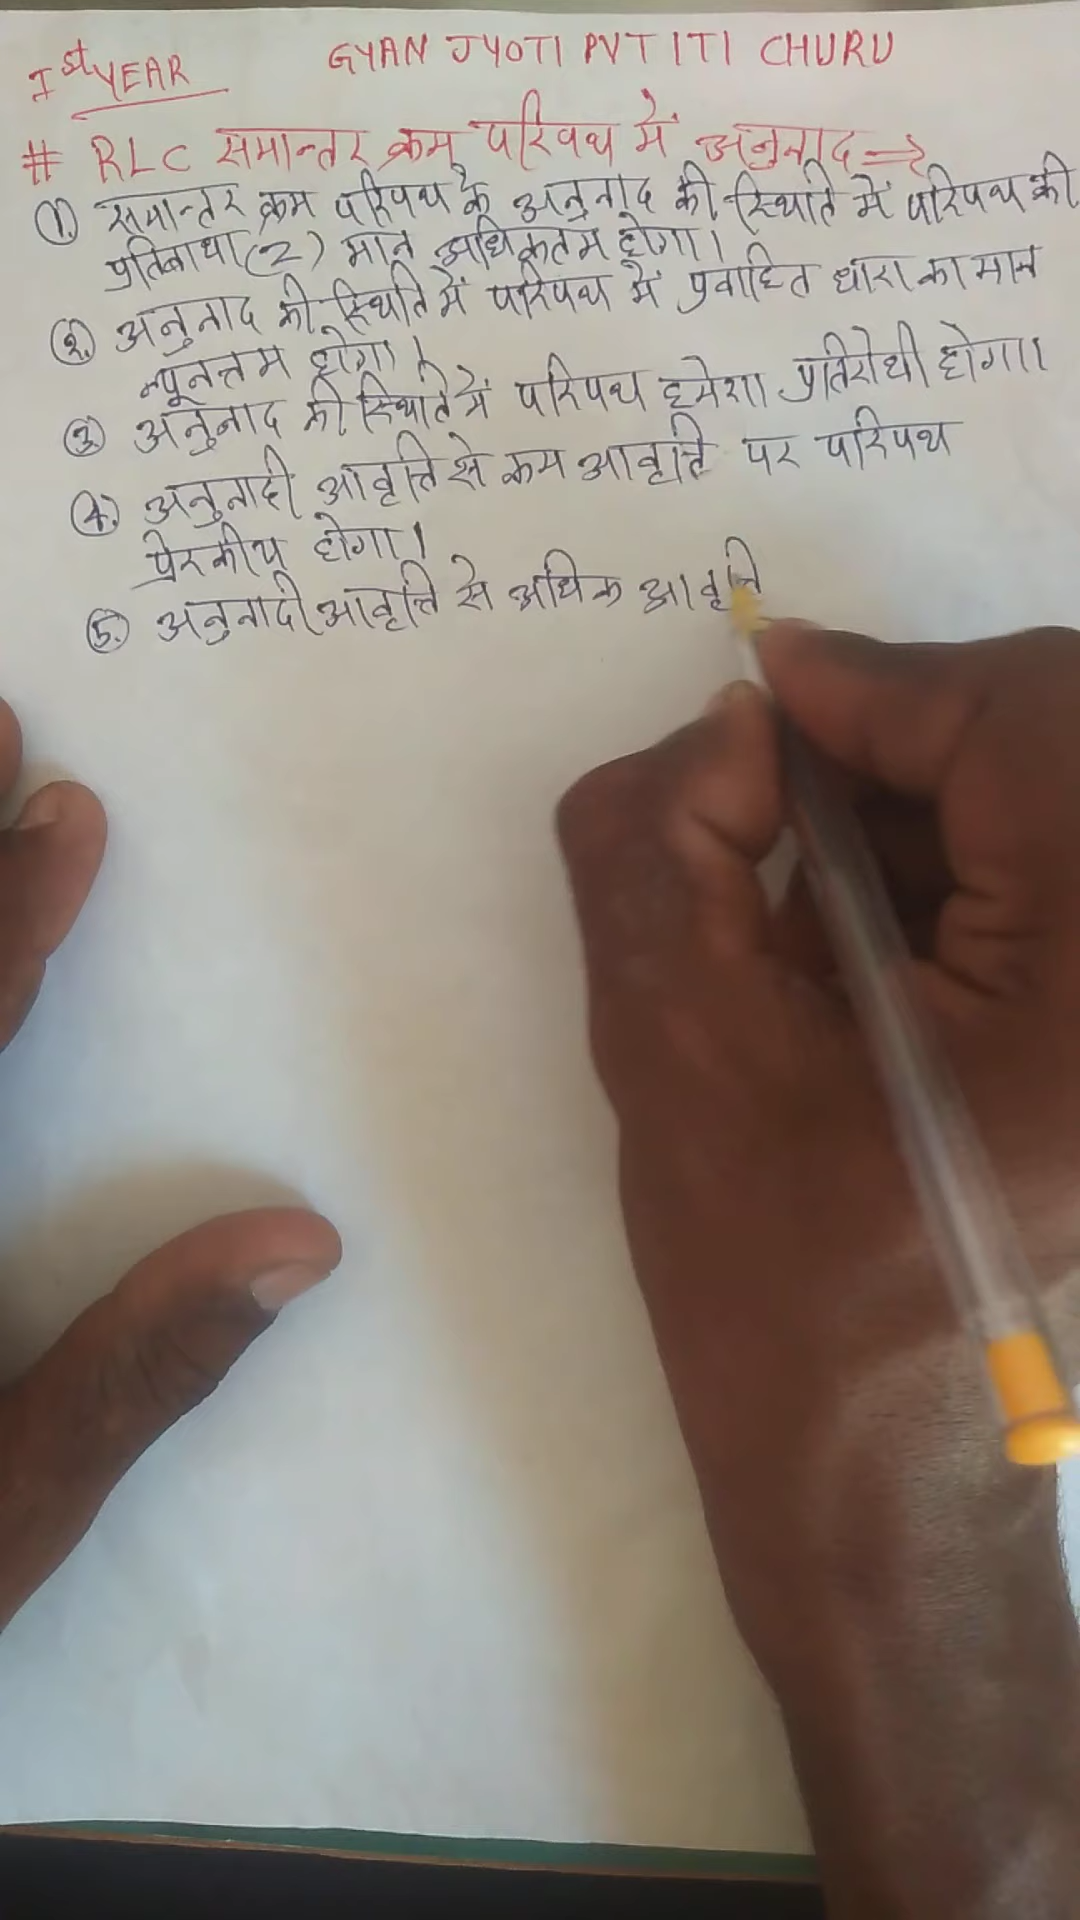 Ist YEAR
GYAN JYOTI PVT ITI CHURU
# RLC समान्तर क्रम परिपथ में अनुनाद ⇒
①. समान्तर क्रम परिपथ के अनुनाद की स्थिति में परिपथ की
प्रतिबाधा (Z) मान अधिकतम होगा।
②. अनुनाद की स्थिति में परिपथ में प्रवाहित धारा का मान
न्यूनतम होगा।
③. अनुनाद की स्थिति में परिपथ हमेशा प्रतिरोधी होगा।
④. अनुनादी आवृत्ति से कम आवृत्ति पर परिपथ
प्रेरकीय होगा।
⑤. अनुनादी आवृत्ति से अधिक आवृत्ति